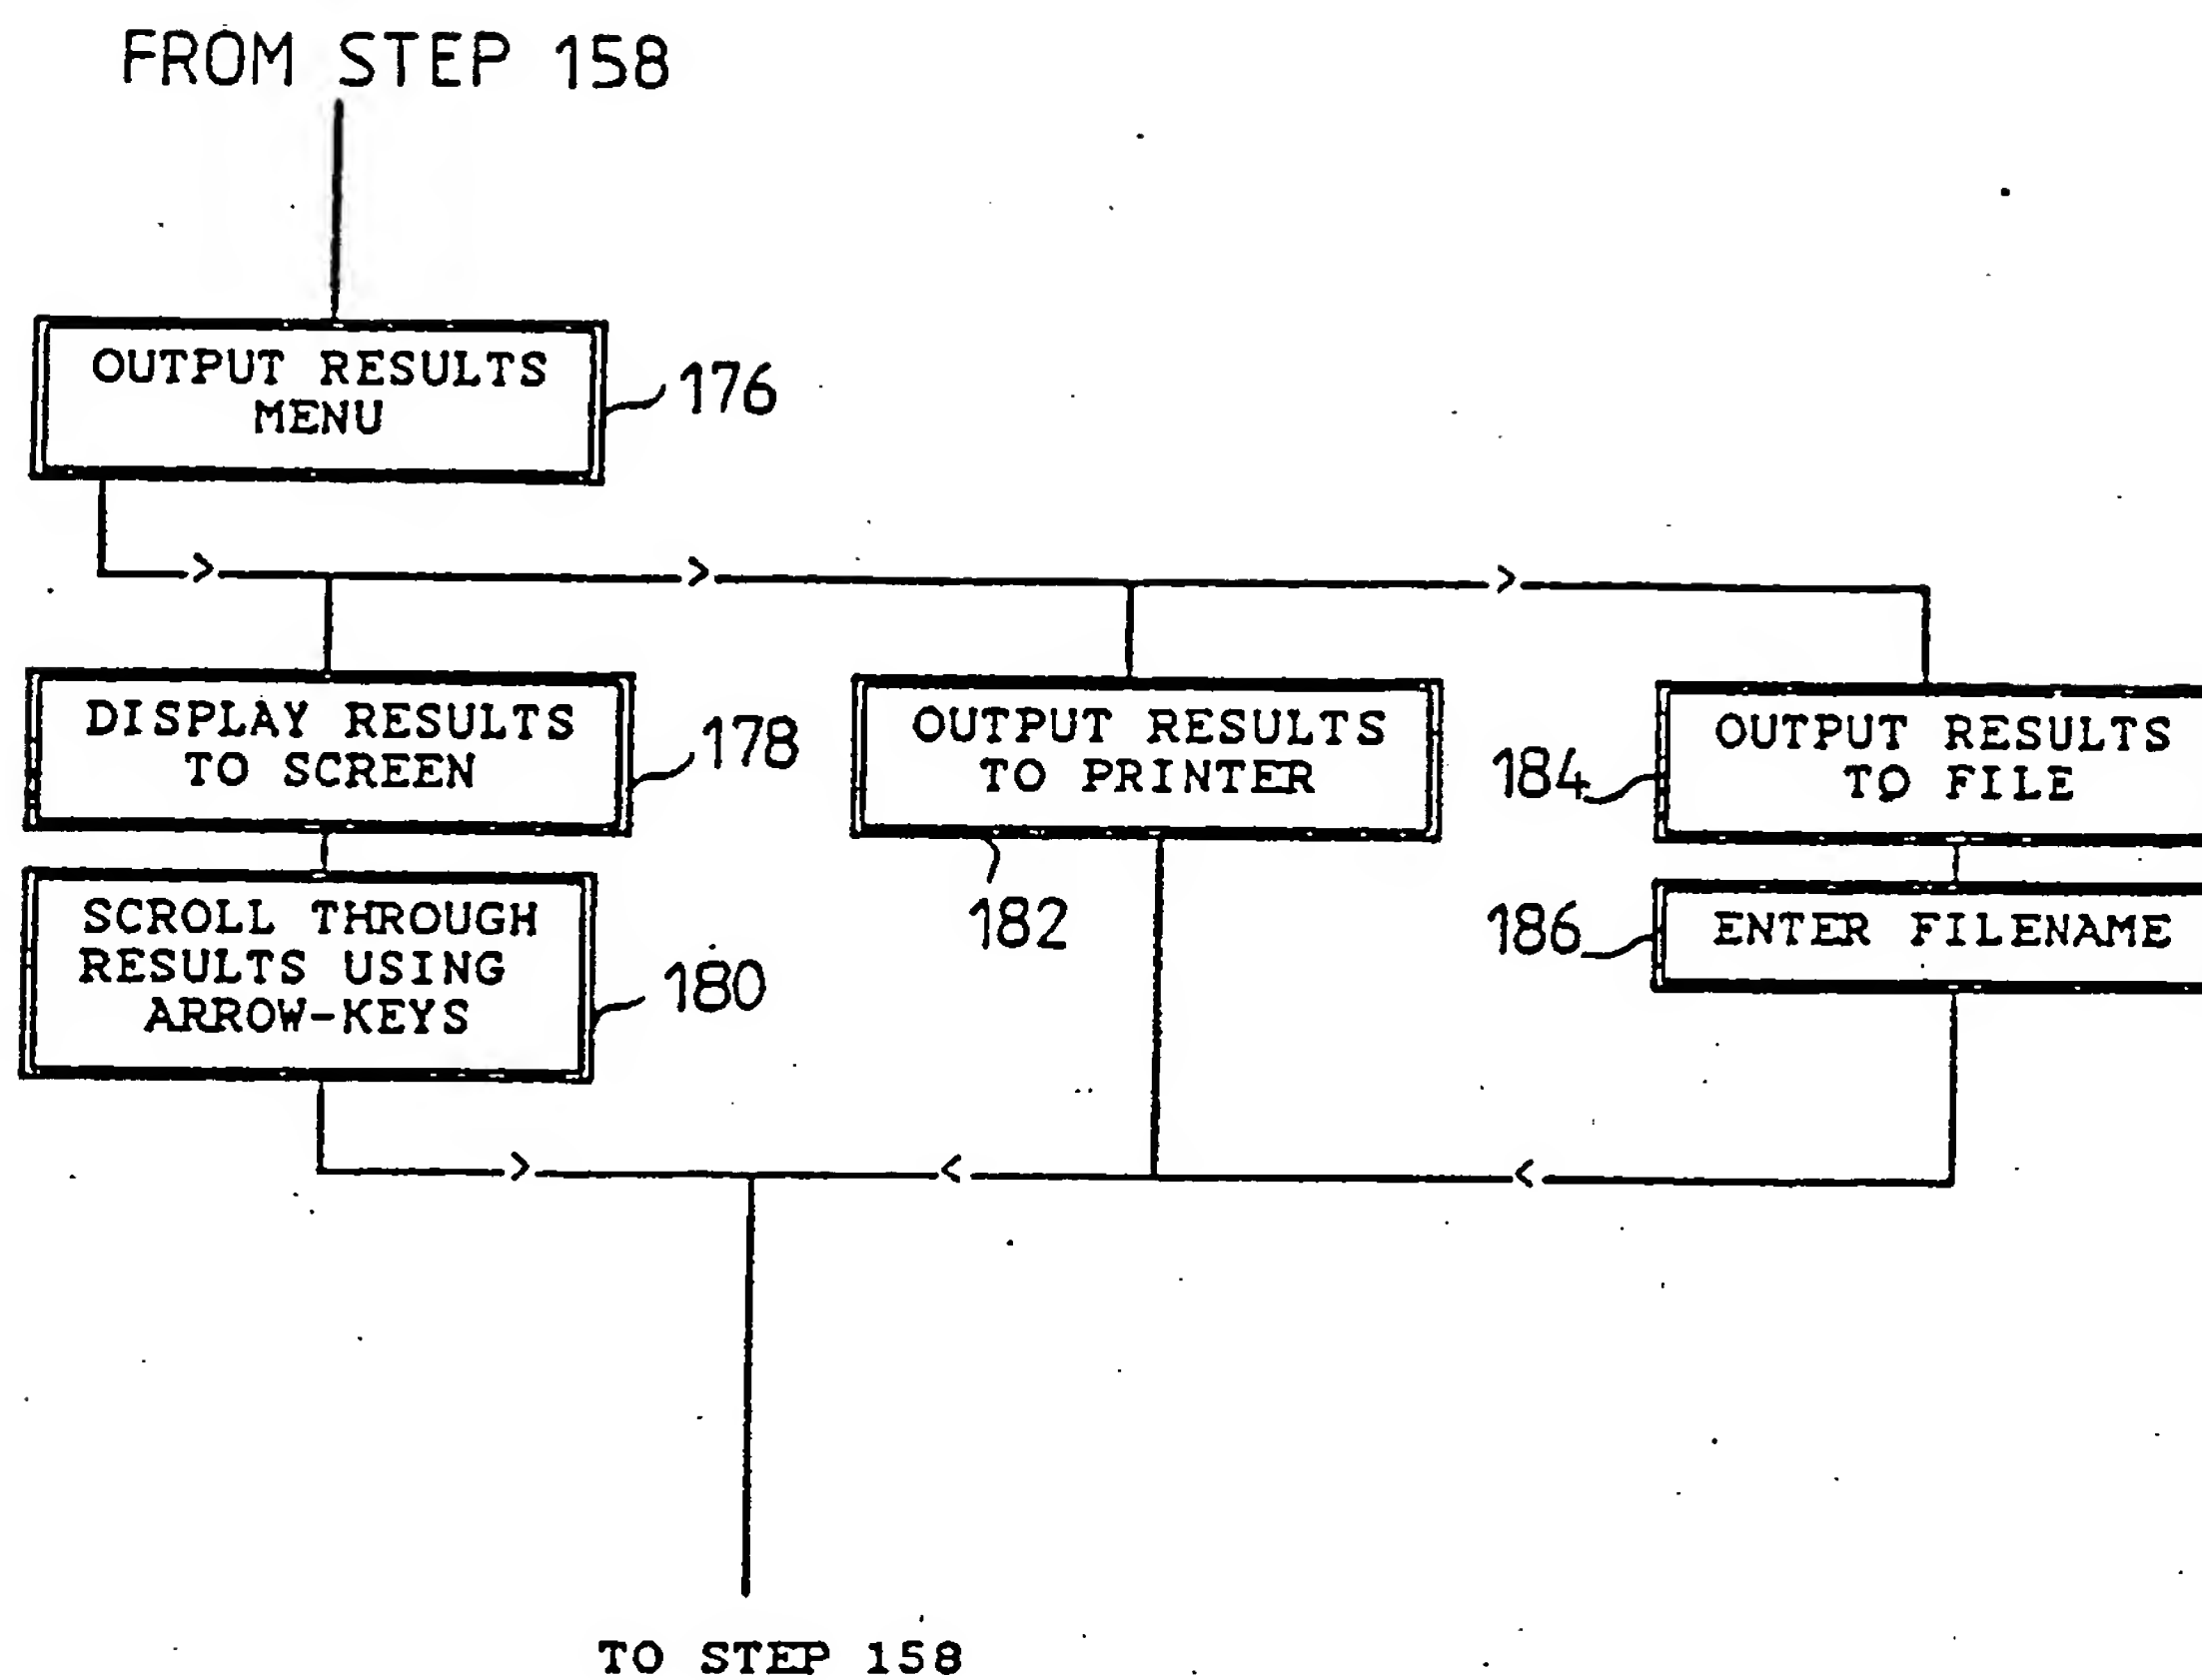 FROM STEP 158
OUTPUT RESULTS
MENU
176
DISPLAY RESULTS
TO SCREEN
178
OUTPUT RESULTS
TO PRINTER
182
184
OUTPUT RESULTS
TO FILE
SCROLL THROUGH
RESULTS USING
ARROW-KEYS
180
186
ENTER FILENAME
TO STEP 158